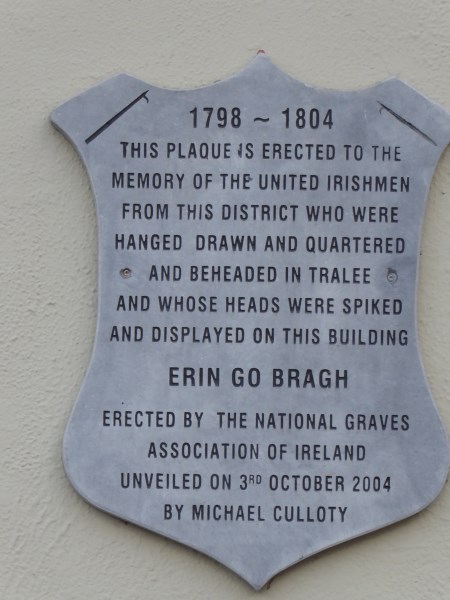 1798 ~ 1804
THIS PLAQUE IS ERECTED TO THE
MEMORY OF THE UNITED IRISHMEN
FROM THIS DISTRICT WHO WERE
HANGED DRAWN AND QUARTERED
AND BEHEADED IN TRALEE
AND WHOSE HEADS WERE SPIKED
AND DISPLAYED ON THIS BUILDING
ERIN GO BRAGH
ERECTED BY THE NATIONAL GRAVES
ASSOCIATION OF IRELAND
UNVEILED ON 3RD OCTOBER 2004
BY MICHAEL CULLOTY